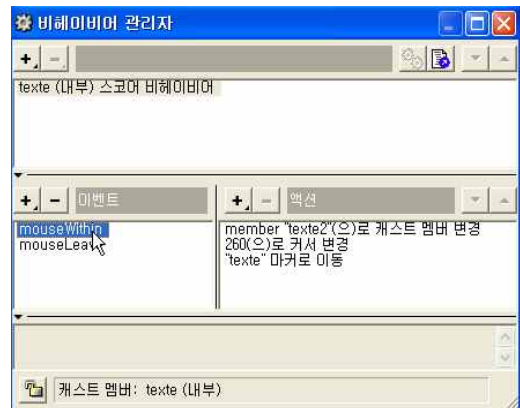 비헤이비어 관리자
texte (내부) 스코어 비헤이비어
이벤트
액션
mouseWithin
mouseLeave
member "texte2"(으)로 캐스트 멤버 변경
260(으)로 커서 변경
"texte" 마커로 이동
캐스트 멤버: texte (내부)